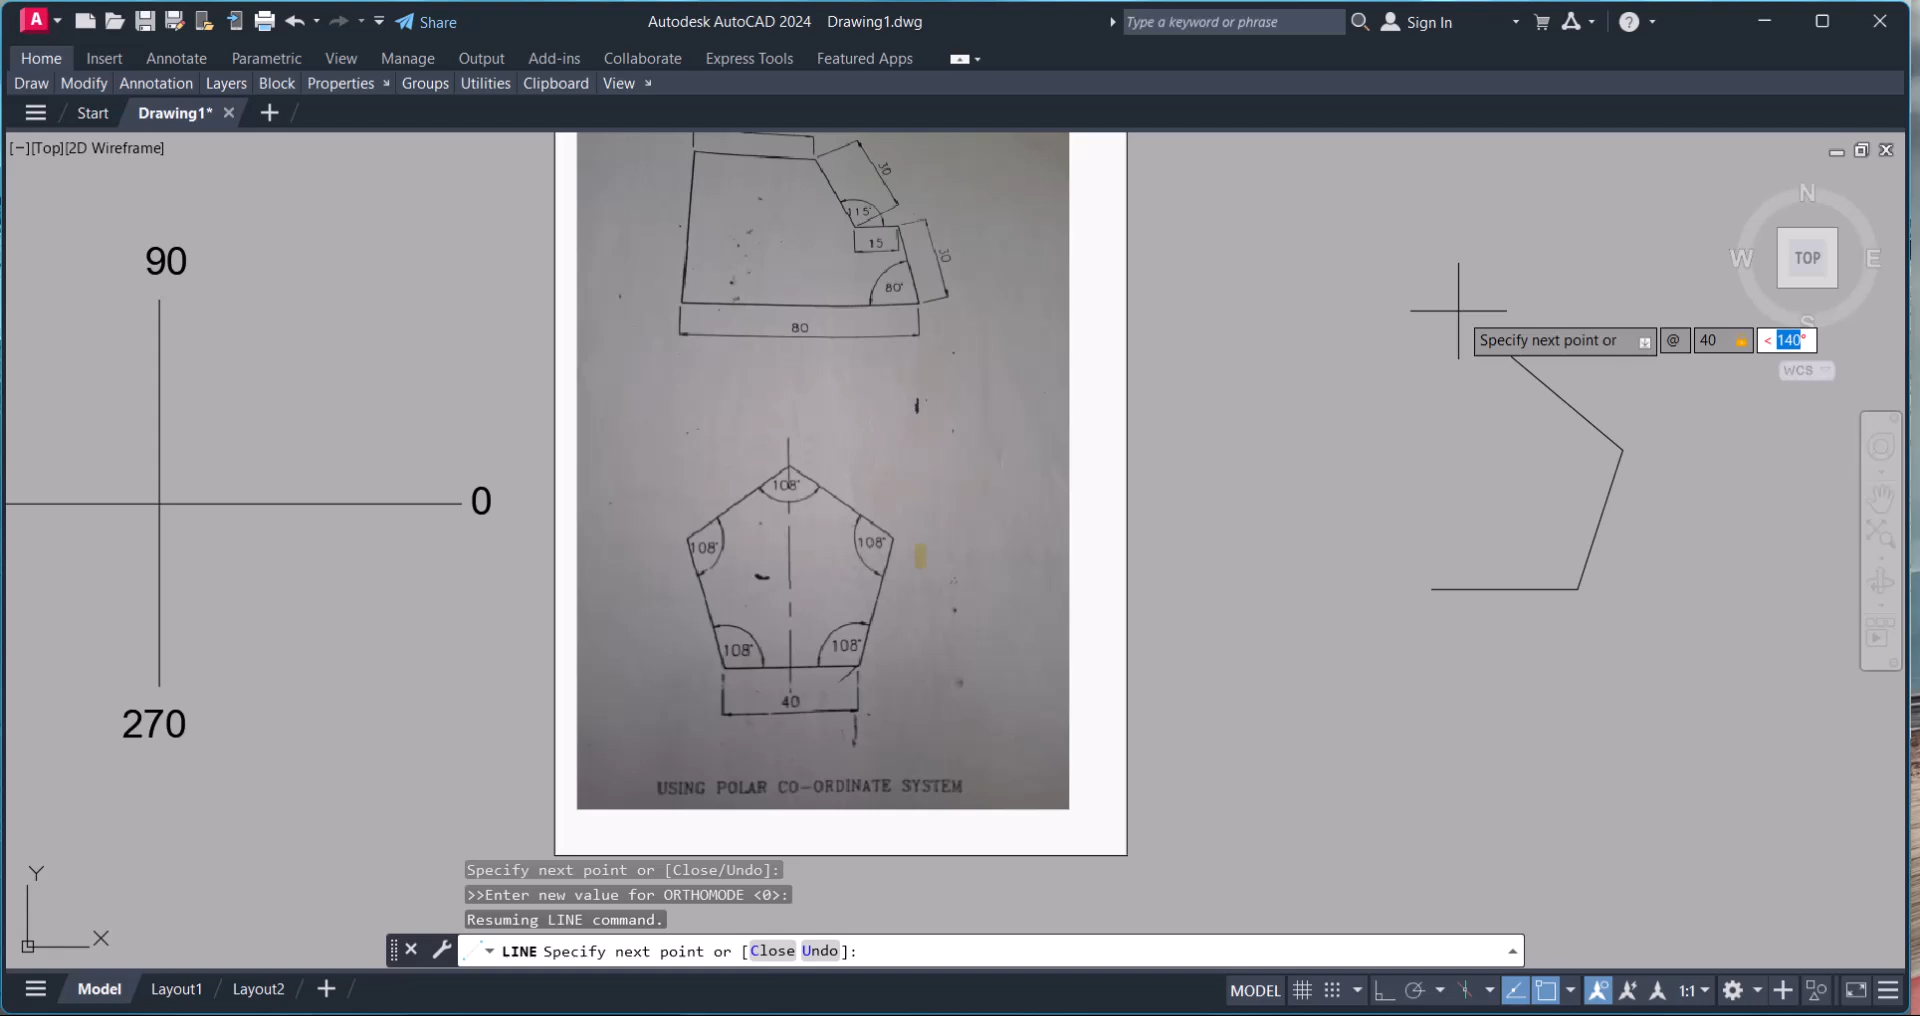 A Share Autodesk AutoCAD 2024 Drawing1.dwg Type a keyword or phrase Sign In ?
Home Insert Annotate Parametric View Manage Output Add-ins Collaborate Express Tools Featured Apps
Draw Modify Annotation Layers Block Properties Groups Utilities Clipboard View
Start Drawing1*
[−][Top][2D Wireframe]
30
N
115°
15
30
W TOP E
90
80°
S
80
Specify next point or @ 40 < 140°
WCS
108°
0
108° 108°
108° 108°
40
270
USING POLAR CO-ORDINATE SYSTEM
Specify next point or [Close/Undo]:
Y
>>Enter new value for ORTHOMODE <0>:
Resuming LINE command.
X
LINE Specify next point or [Close Undo]:
Model Layout1 Layout2 MODEL 1:1